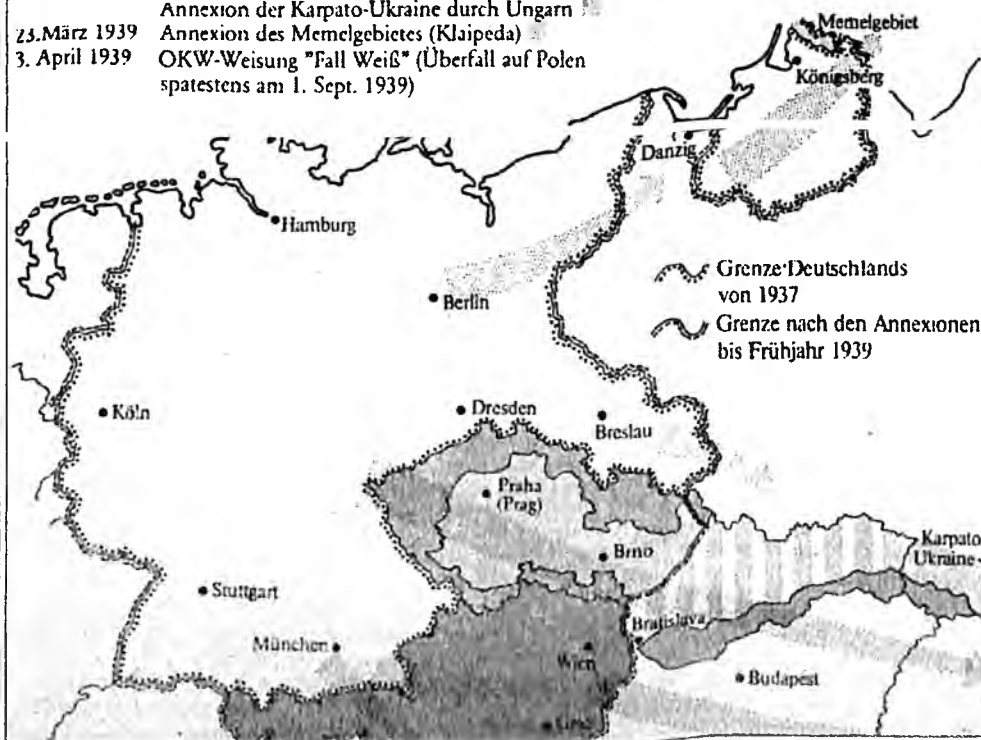 Annexion der Karpato-Ukraine durch Ungarn
23.März 1939 Annexion des Memelgebietes (Klaipeda)
3. April 1939 OKW-Weisung "Fall Weiß" (Überfall auf Polen
spatestens am 1. Sept. 1939)
Memelgebiet
Königsberg
Danzig
Hamburg
Berlin
Grenze Deutschlands
von 1937
Grenze nach den Annexionen
bis Frühjahr 1939
Köln
Dresden
Breslau
Praha
(Prag)
Brno
Karpato
Ukraine
Stuttgart
Bratislava
München
Wien
Budapest